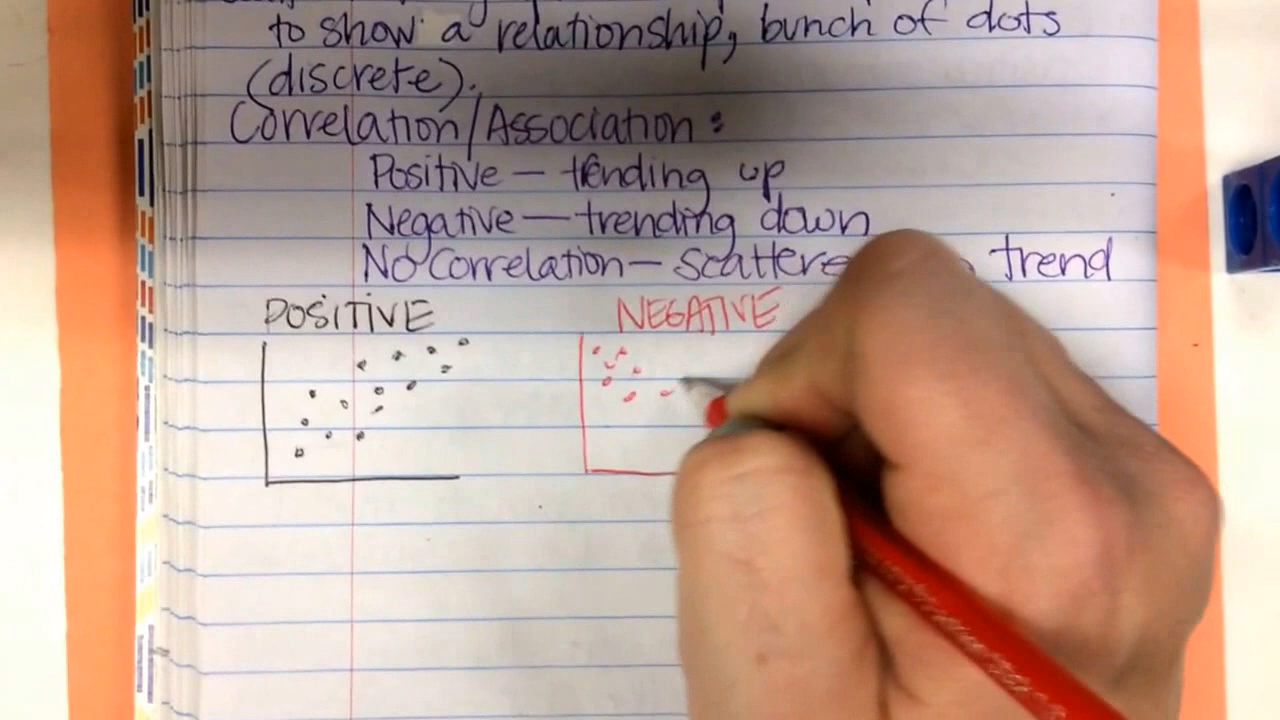 to show a relationship, bunch of dots
(discrete).
Correlation/Association:
Positive — trending up
Negative — trending down
No Correlation — trend
POSITIVE
NEGATIVE